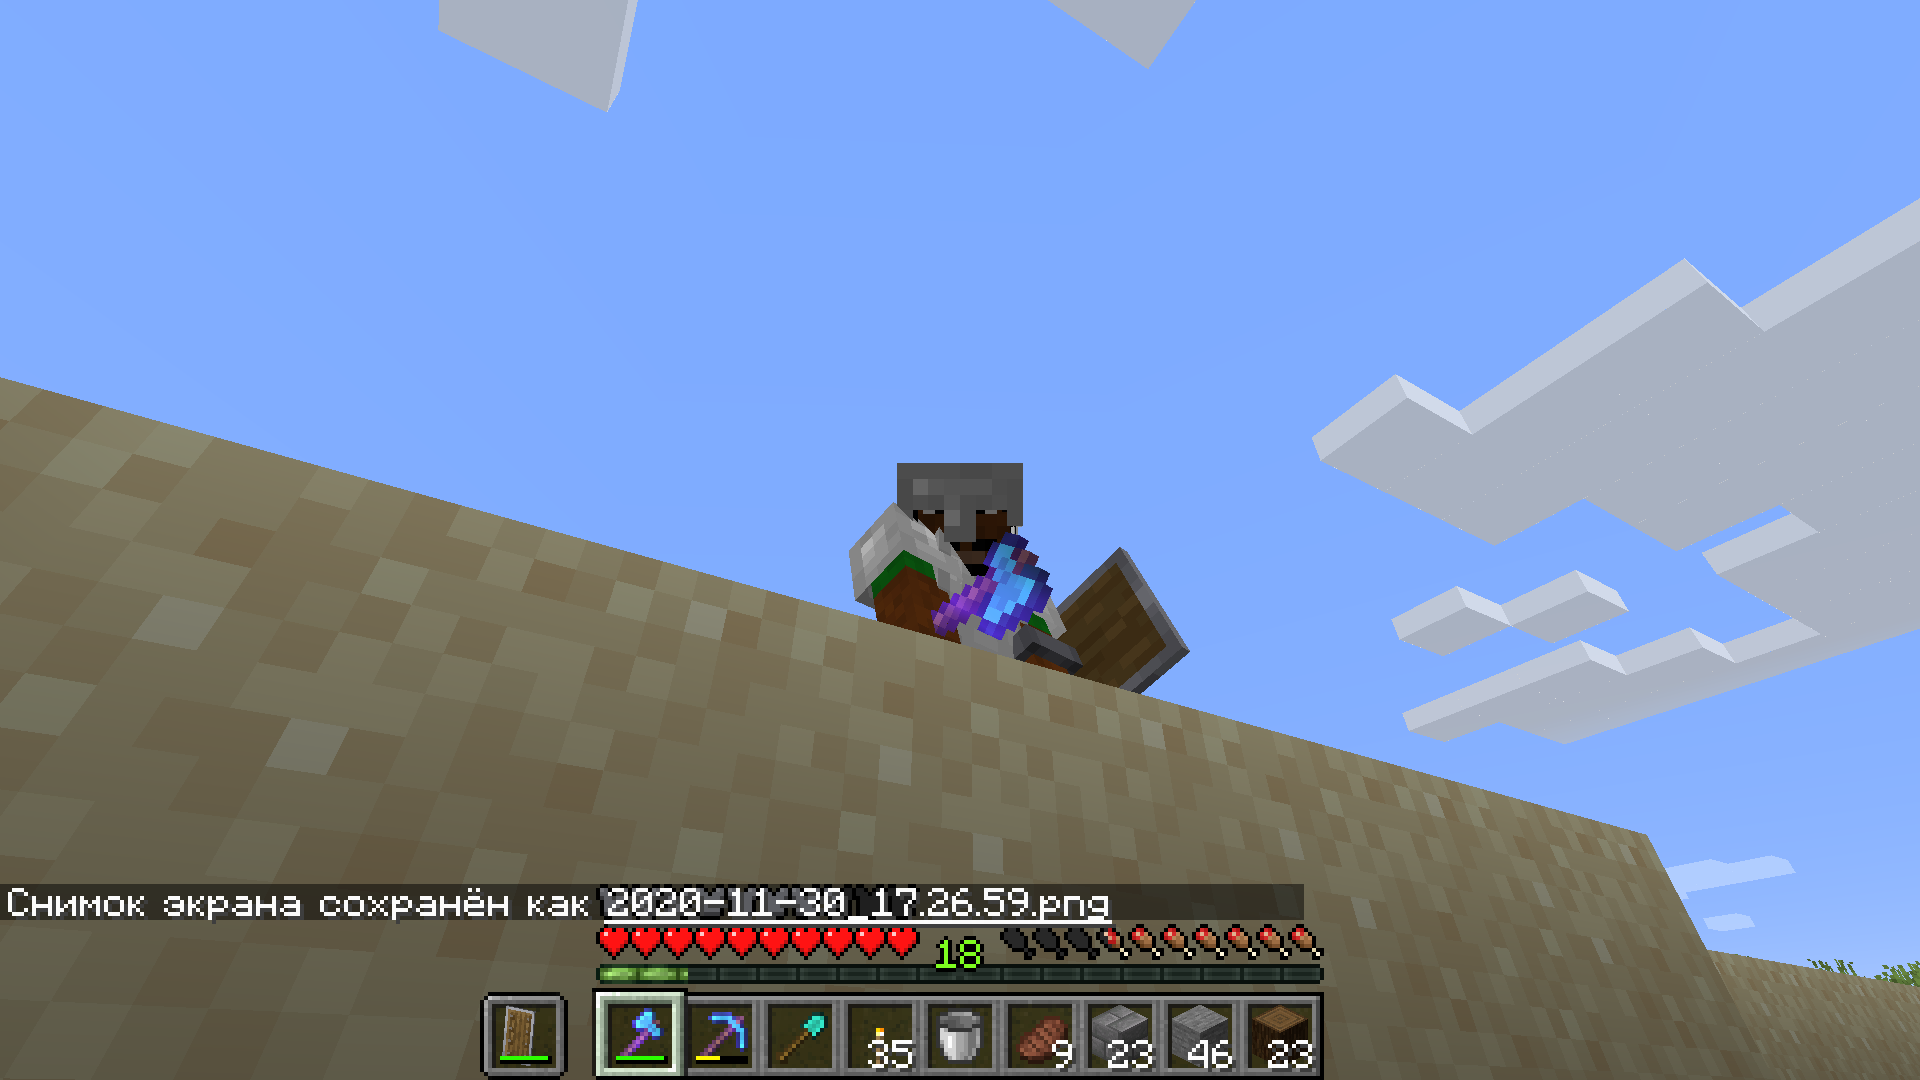 Снимок экрана сохранён как 2020-11-30_17.26.59.png
18
35 9 23 46 23